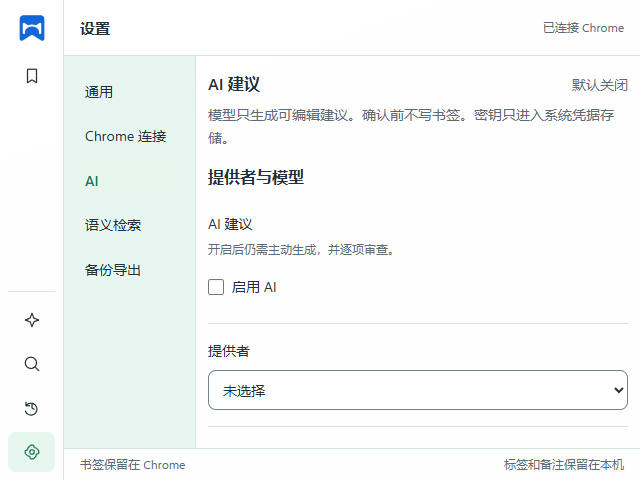 设置
已连接 Chrome
通用
Chrome 连接
AI
语义检索
备份导出
AI 建议
默认关闭
模型只生成可编辑建议。确认前不写书签。密钥只进入系统凭据存
储。
提供者与模型
AI 建议
开启后仍需主动生成，并逐项审查。
启用 AI
提供者
未选择
书签保留在 Chrome
标签和备注保留在本机